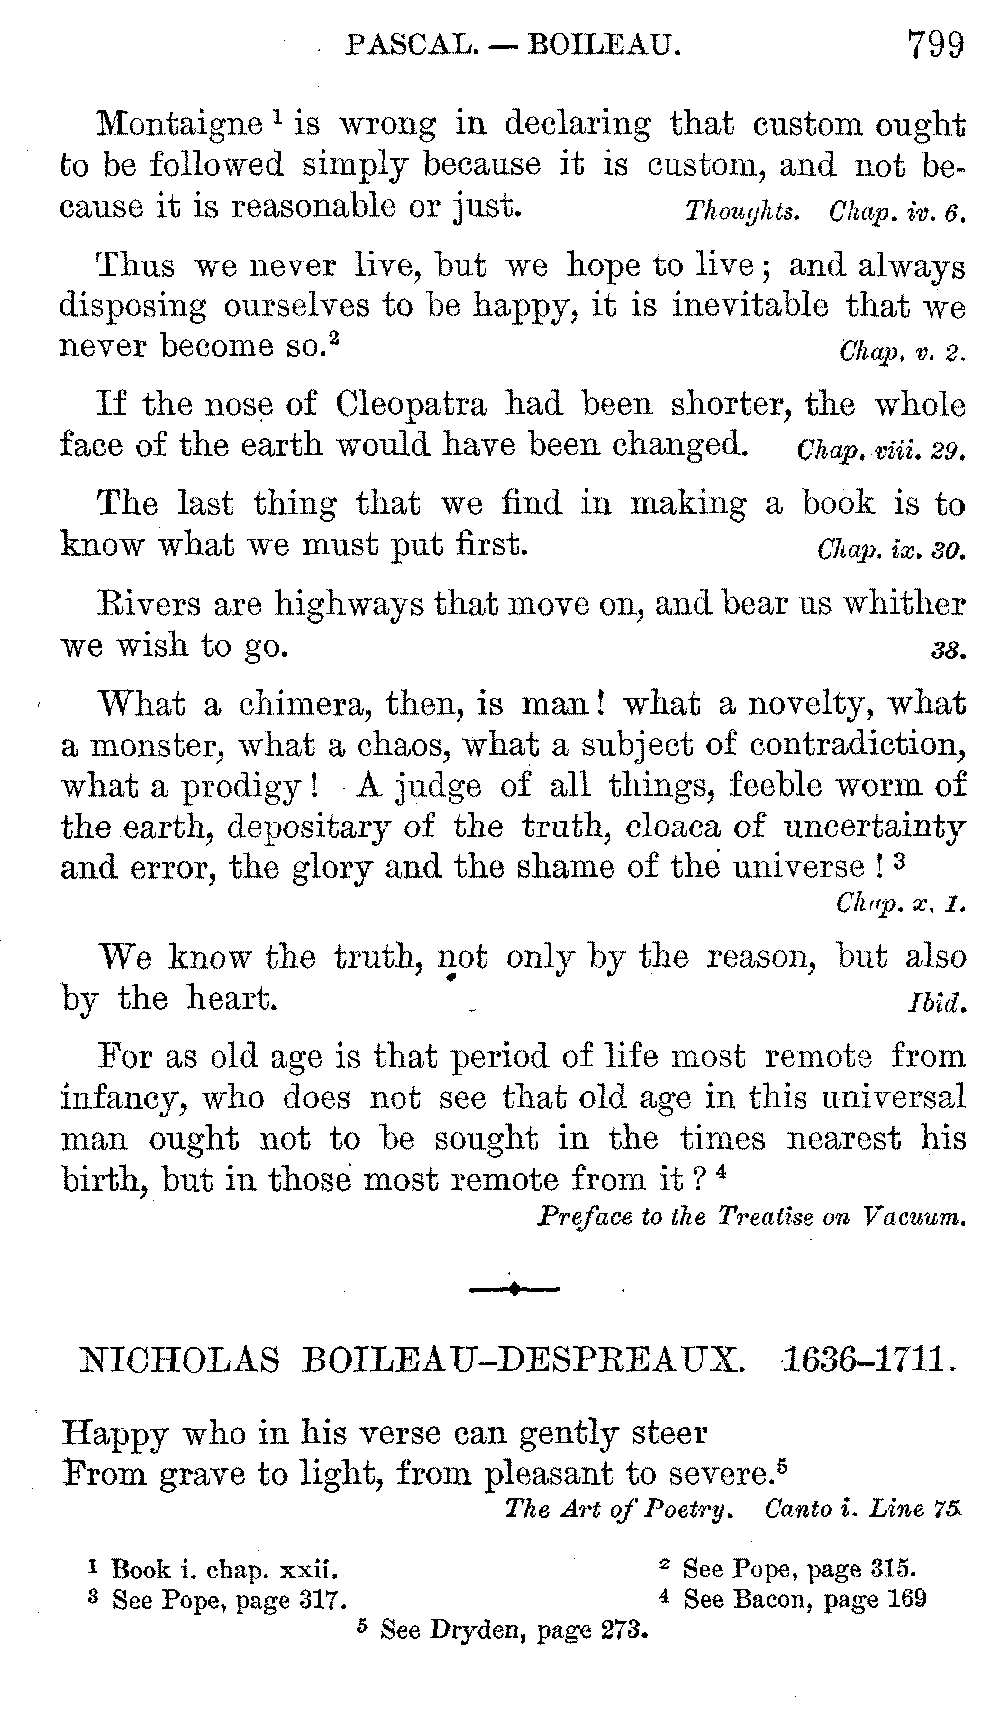 PASCAL. — BOILEAU. 799
Montaigne ¹ is wrong in declaring that custom ought
to be followed simply because it is custom, and not be-
cause it is reasonable or just. Thoughts. Chap. iv. 6.
Thus we never live, but we hope to live; and always
disposing ourselves to be happy, it is inevitable that we
never become so.² Chap. v. 2.
If the nose of Cleopatra had been shorter, the whole
face of the earth would have been changed. Chap. viii. 29.
The last thing that we find in making a book is to
know what we must put first. Chap. ix. 30.
Rivers are highways that move on, and bear us whither
we wish to go. 38.
What a chimera, then, is man! what a novelty, what
a monster, what a chaos, what a subject of contradiction,
what a prodigy! A judge of all things, feeble worm of
the earth, depositary of the truth, cloaca of uncertainty
and error, the glory and the shame of the universe! ³
Chap. x. 1.
We know the truth, not only by the reason, but also
by the heart. Ibid.
For as old age is that period of life most remote from
infancy, who does not see that old age in this universal
man ought not to be sought in the times nearest his
birth, but in those most remote from it? ⁴
Preface to the Treatise on Vacuum.
NICHOLAS BOILEAU-DESPREAUX. 1636–1711.
Happy who in his verse can gently steer
From grave to light, from pleasant to severe.⁵
The Art of Poetry. Canto i. Line 75.
¹ Book i. chap. xxii. ² See Pope, page 315.
³ See Pope, page 317. ⁴ See Bacon, page 169
⁵ See Dryden, page 273.